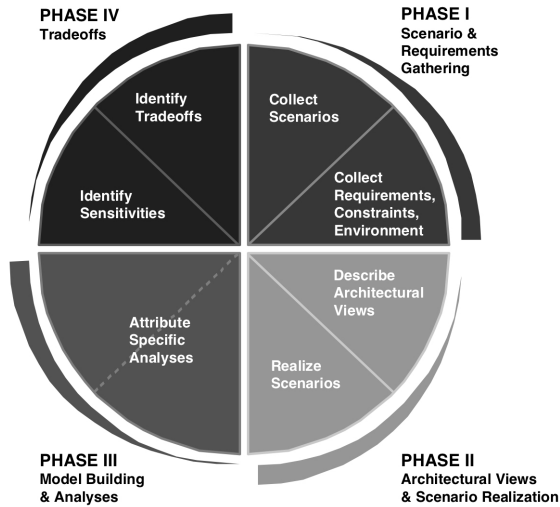 PHASE IV
Tradeoffs
PHASE I
Scenario &
Requirements
Gathering
Identify
Tradeoffs
Collect
Scenarios
Identify
Sensitivities
Collect
Requirements,
Constraints,
Environment
Attribute
Specific
Analyses
Describe
Architectural
Views
Realize
Scenarios
PHASE III
Model Building
& Analyses
PHASE II
Architectural Views
& Scenario Realization